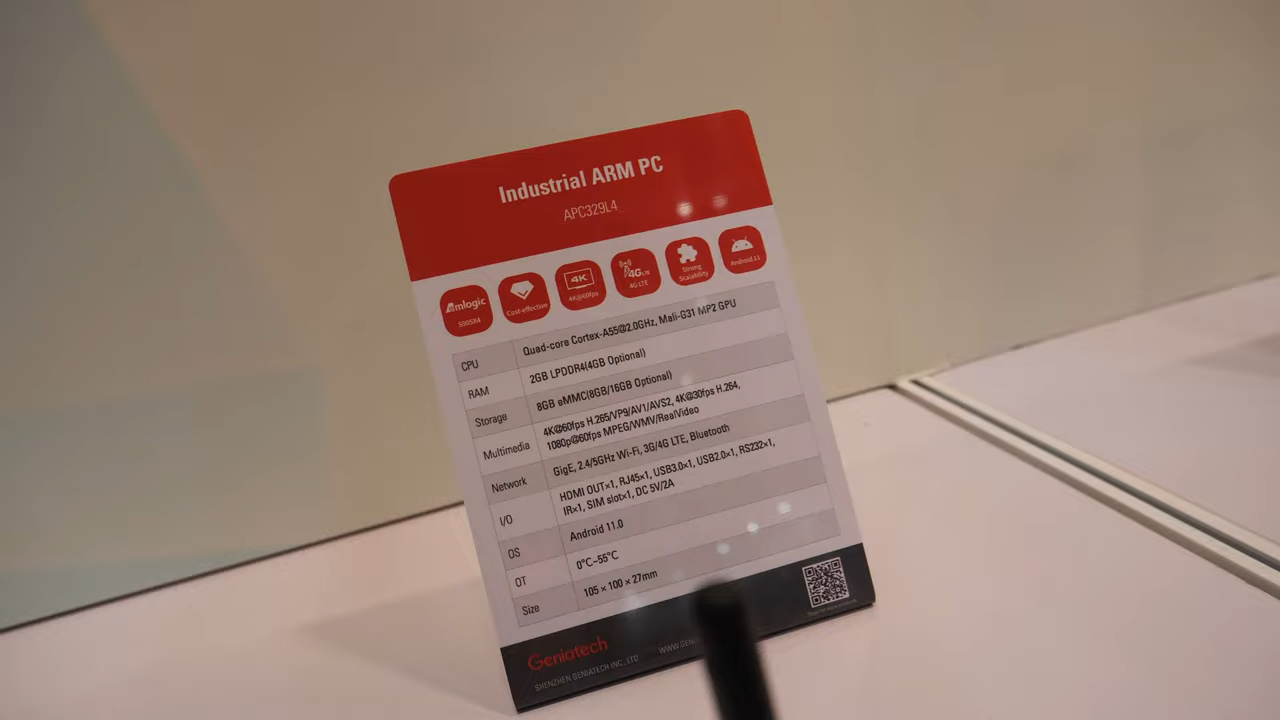 Industrial ARM PC
APC329L4
Amlogic
S905X4
Cost-effective
4K
4K@60fps
4G LTE
4G LTE
Strong
Scalability
Android 11
CPU Quad-core Cortex-A55@2.0GHz, Mali-G31 MP2 GPU
RAM 2GB LPDDR4(4GB Optional)
Storage 8GB eMMC(8GB/16GB Optional)
Multimedia 4K@60fps H.265/VP9/AV1/AVS2, 4K@30fps H.264,
1080p@60fps MPEG/WMV/RealVideo
Network GigE, 2.4/5GHz Wi-Fi, 3G/4G LTE, Bluetooth
I/O HDMI OUT×1, RJ45×1, USB3.0×1, USB2.0×1, RS232×1,
IR×1, SIM slot×1, DC 5V/2A
OS Android 11.0
OT 0°C~55°C
Size 105 × 100 × 27mm
Geniatech
SHENZHEN GENIATECH INC., LTD WWW.GENI